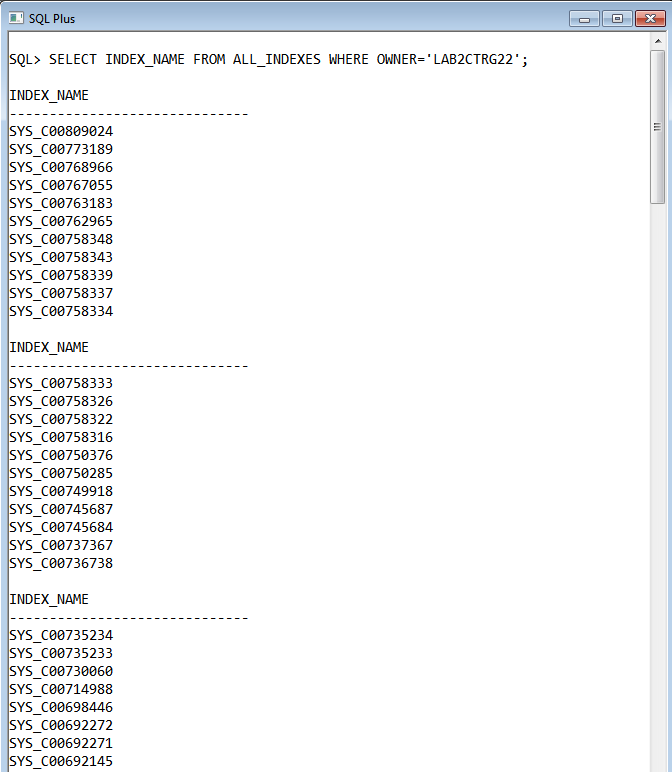 SQL Plus
SQL> SELECT INDEX_NAME FROM ALL_INDEXES WHERE OWNER='LAB2CTRG22';
INDEX_NAME
------------------------------
SYS_C00809024
SYS_C00773189
SYS_C00768966
SYS_C00767055
SYS_C00763183
SYS_C00762965
SYS_C00758348
SYS_C00758343
SYS_C00758339
SYS_C00758337
SYS_C00758334
INDEX_NAME
------------------------------
SYS_C00758333
SYS_C00758326
SYS_C00758322
SYS_C00758316
SYS_C00750376
SYS_C00750285
SYS_C00749918
SYS_C00745687
SYS_C00745684
SYS_C00737367
SYS_C00736738
INDEX_NAME
------------------------------
SYS_C00735234
SYS_C00735233
SYS_C00730060
SYS_C00714988
SYS_C00698446
SYS_C00692272
SYS_C00692271
SYS_C00692145